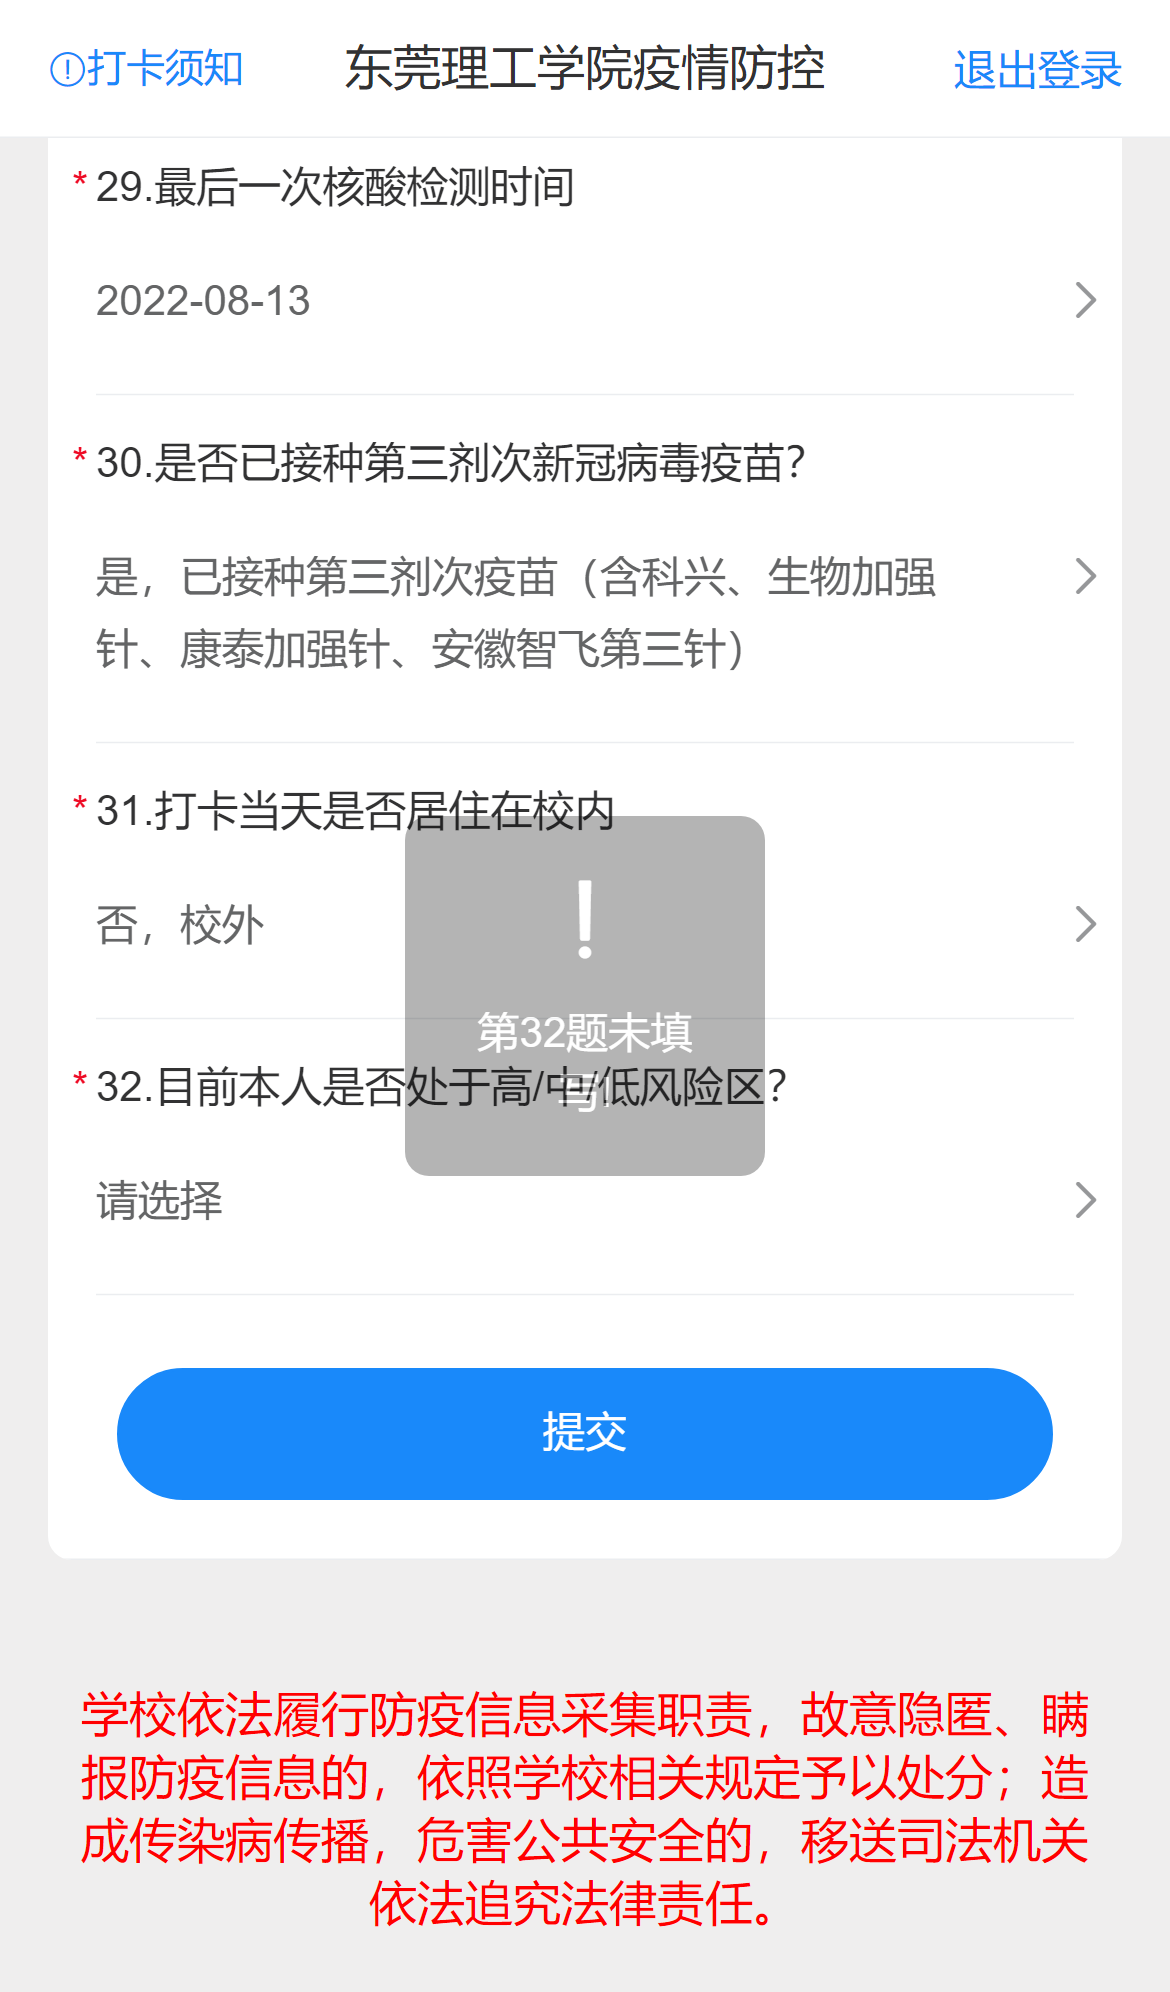 打卡须知
东莞理工学院疫情防控
退出登录
* 29.最后一次核酸检测时间
2022-08-13
* 30.是否已接种第三剂次新冠病毒疫苗？
是，已接种第三剂次疫苗（含科兴、生物加强
针、康泰加强针、安徽智飞第三针）
* 31.打卡当天是否居住在校内
否，校外
第32题未填
写!
* 32.目前本人是否处于高/中/低风险区？
请选择
提交
学校依法履行防疫信息采集职责，故意隐匿、瞒
报防疫信息的，依照学校相关规定予以处分；造
成传染病传播，危害公共安全的，移送司法机关
依法追究法律责任。